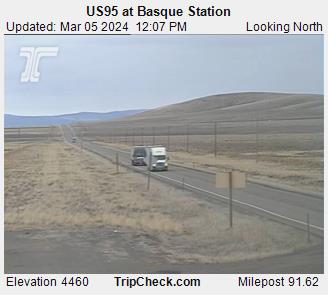 US95 at Basque Station
Updated: Mar 05 2024 12:07 PM Looking North
Elevation 4460 TripCheck.com Milepost 91.62